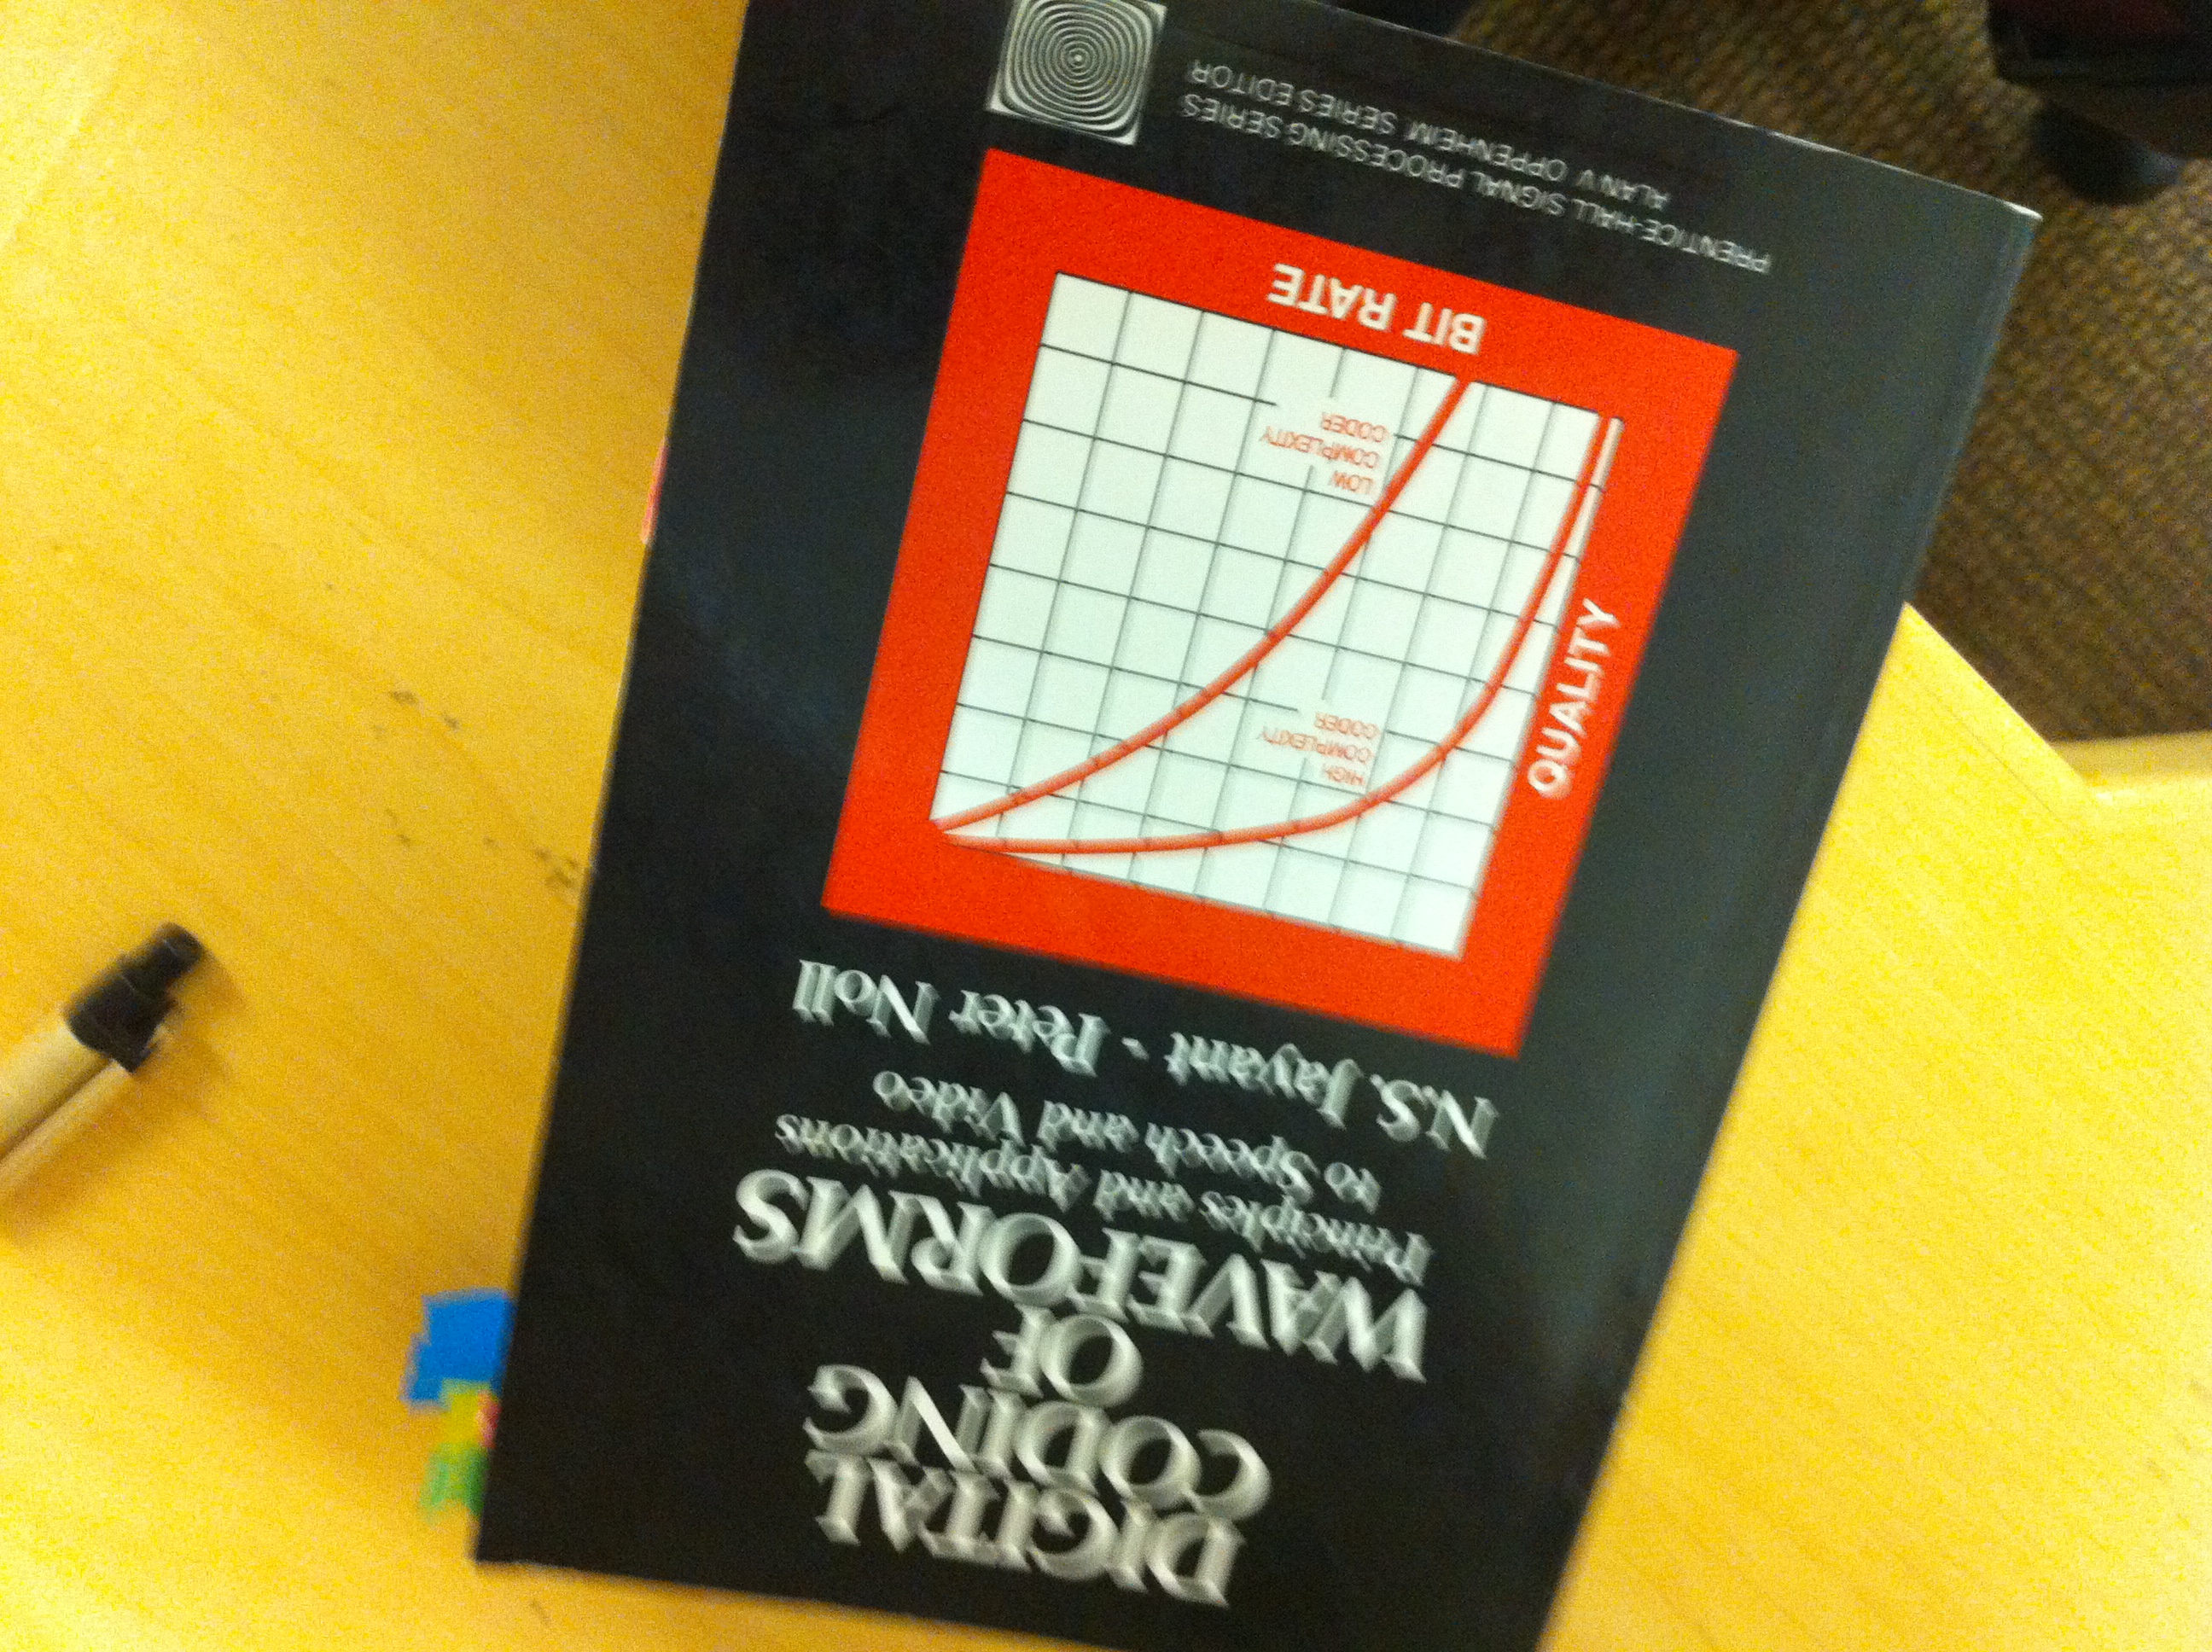 DIGITAL
CODING
OF
WAVEFORMS
Principles and Applications
to Speech and Video
N.S. Jayant - Peter Noll
QUALITY
HIGH
COMPLEXITY
CODER
LOW
COMPLEXITY
CODER
BIT RATE
PRENTICE-HALL SIGNAL PROCESSING SERIES
ALAN V. OPPENHEIM, SERIES EDITOR